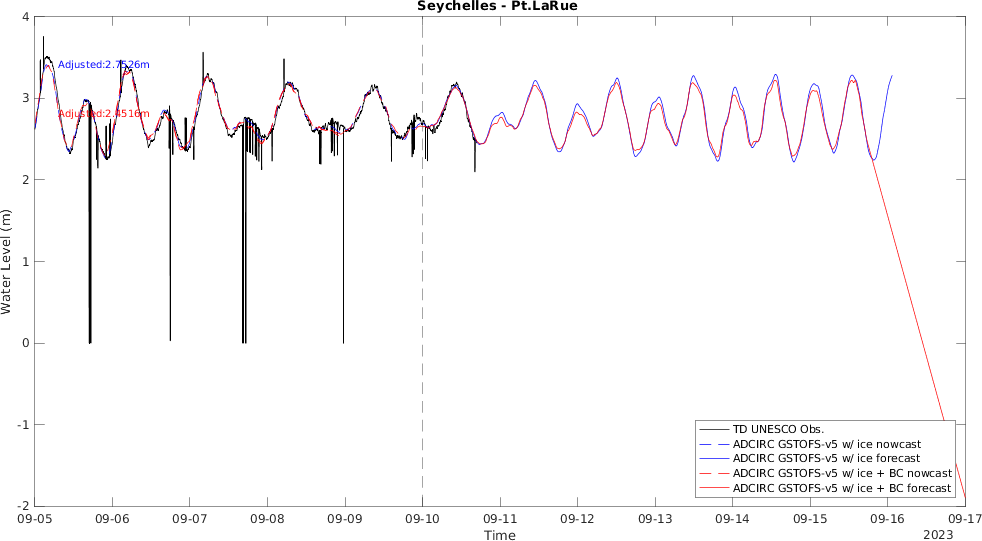 Seychelles - Pt.LaRue
Water Level (m)
4
3
2
1
0
-1
-2
Adjusted:2.7526m
Adjusted:2.4516m
TD UNESCO Obs.
ADCIRC GSTOFS-v5 w/ ice nowcast
ADCIRC GSTOFS-v5 w/ ice forecast
ADCIRC GSTOFS-v5 w/ ice + BC nowcast
ADCIRC GSTOFS-v5 w/ ice + BC forecast
09-05 09-06 09-07 09-08 09-09 09-10 09-11 09-12 09-13 09-14 09-15 09-16 09-17
Time
2023